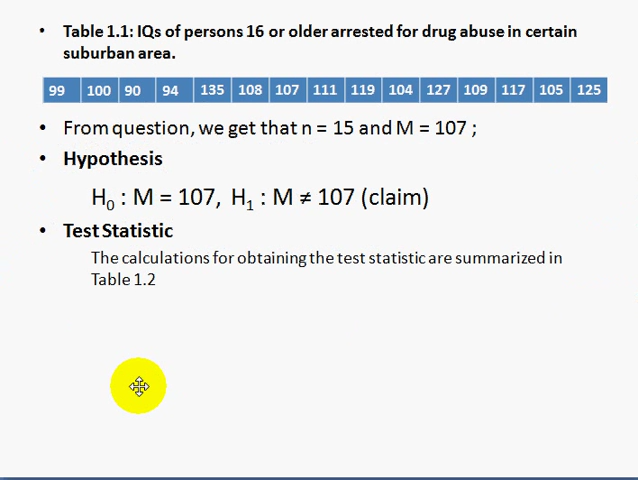 • Table 1.1: IQs of persons 16 or older arrested for drug abuse in certain
suburban area.
99 100 90 94 135 108 107 111 119 104 127 109 117 105 125
• From question, we get that n = 15 and M = 107 ;
• Hypothesis
H₀ : M = 107, H₁ : M ≠ 107 (claim)
• Test Statistic
The calculations for obtaining the test statistic are summarized in
Table 1.2